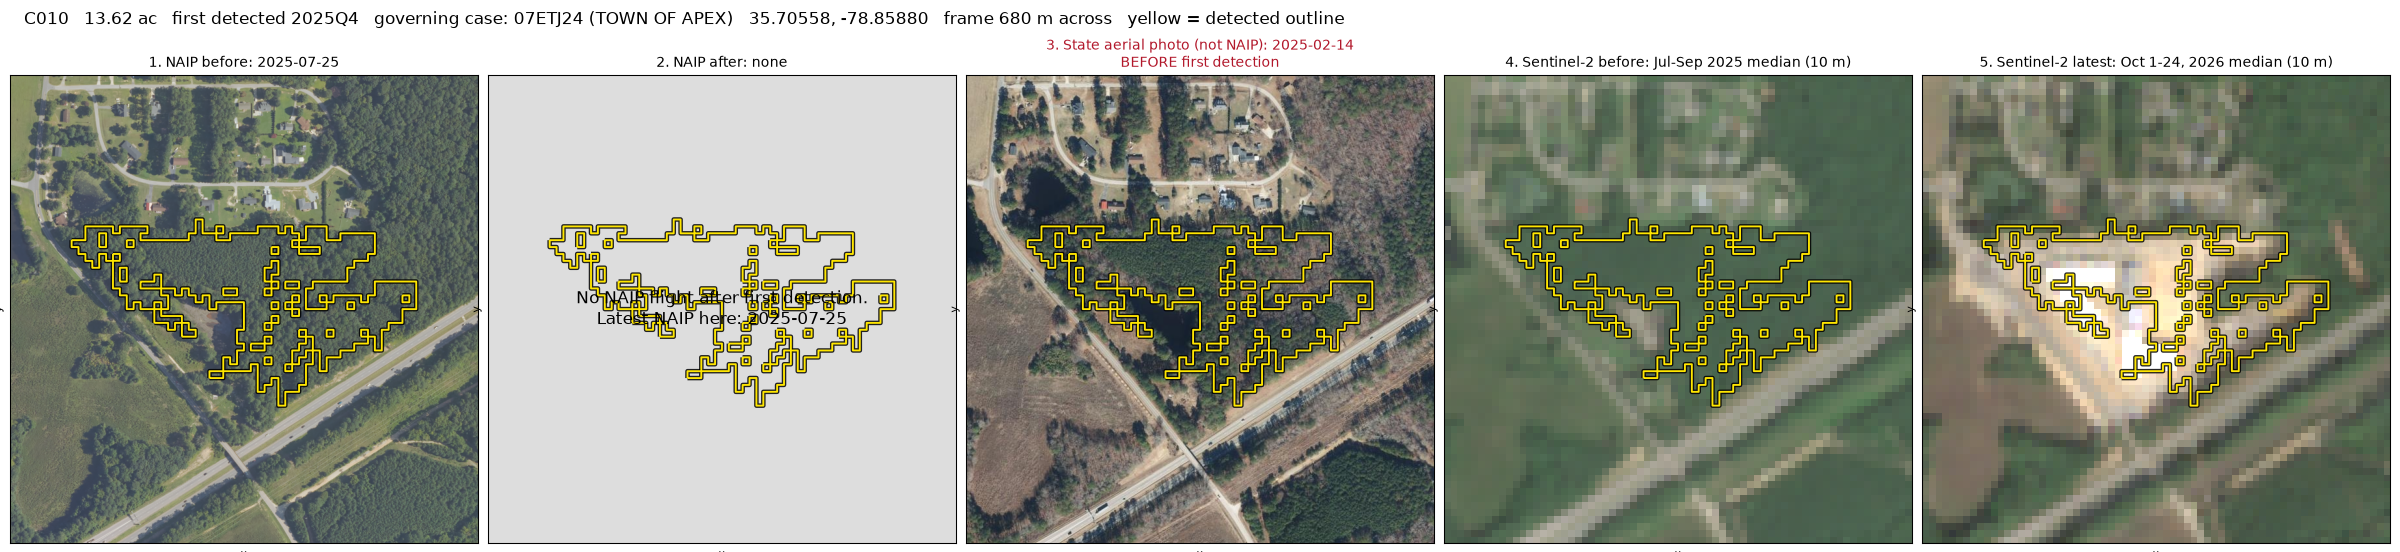 C010   13.62 ac   first detected 2025Q4   governing case: 07ETJ24 (TOWN OF APEX)   35.70558, -78.85880   frame 680 m across   yellow = detected outline
1. NAIP before: 2025-07-25
2. NAIP after: none
3. State aerial photo (not NAIP): 2025-02-14
BEFORE first detection
4. Sentinel-2 before: Jul-Sep 2025 median (10 m)
5. Sentinel-2 latest: Oct 1-24, 2026 median (10 m)
No NAIP flight after first detection.
Latest NAIP here: 2025-07-25